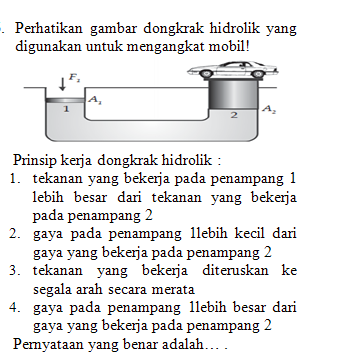 . Perhatikan gambar dongkrak hidrolik yang
digunakan untuk mengangkat mobil!
F₁
A₁
1
2
A₂
Prinsip kerja dongkrak hidrolik :
1. tekanan yang bekerja pada penampang 1
lebih besar dari tekanan yang bekerja
pada penampang 2
2. gaya pada penampang 1lebih kecil dari
gaya yang bekerja pada penampang 2
3. tekanan yang bekerja diteruskan ke
segala arah secara merata
4. gaya pada penampang 1lebih besar dari
gaya yang bekerja pada penampang 2
Pernyataan yang benar adalah... .